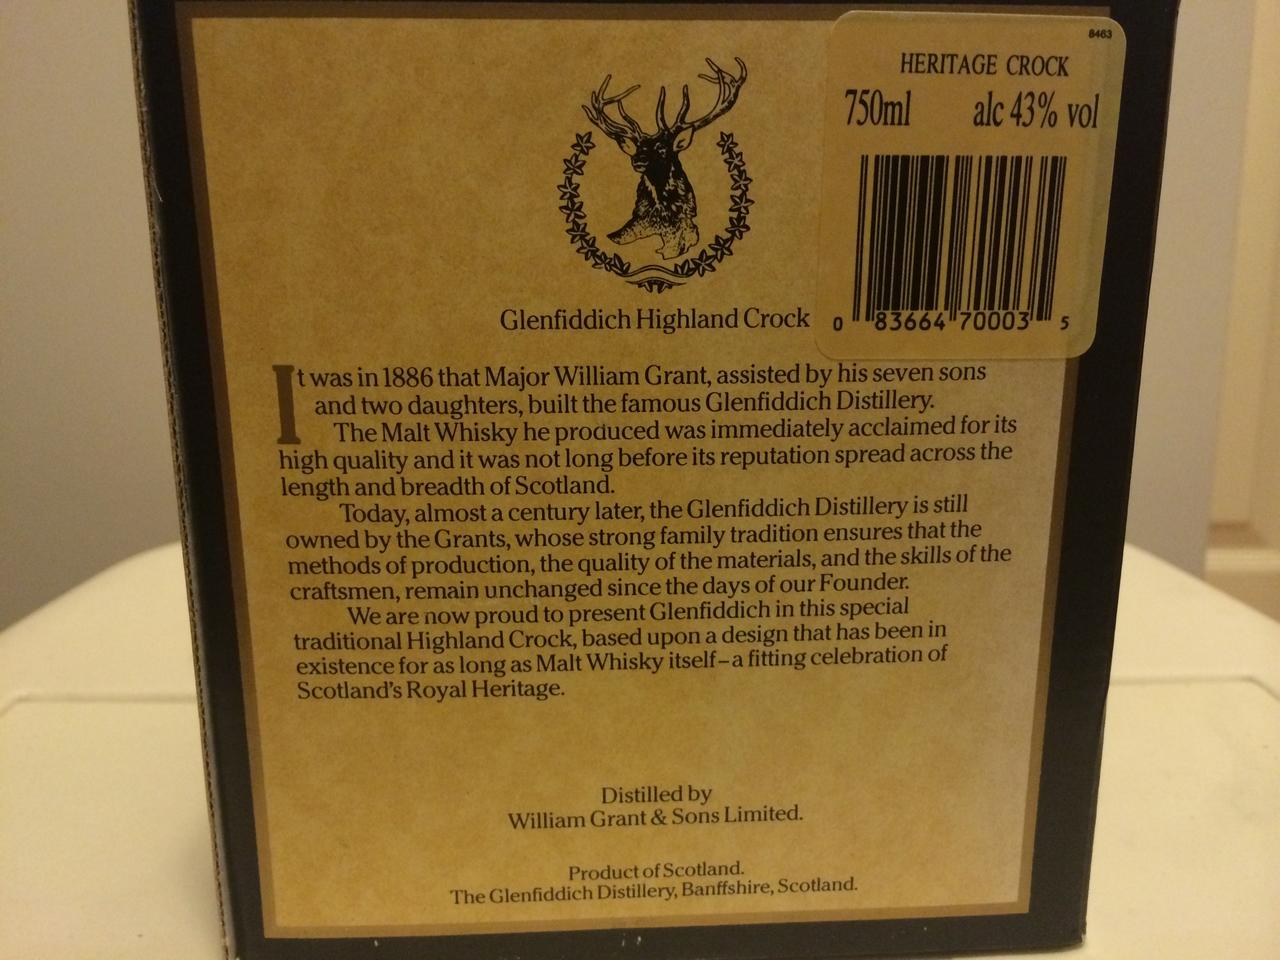 8463
HERITAGE CROCK
750ml alc 43% vol
0 83664 70003 5
Glenfiddich Highland Crock
It was in 1886 that Major William Grant, assisted by his seven sons
and two daughters, built the famous Glenfiddich Distillery.
The Malt Whisky he produced was immediately acclaimed for its
high quality and it was not long before its reputation spread across the
length and breadth of Scotland.
Today, almost a century later, the Glenfiddich Distillery is still
owned by the Grants, whose strong family tradition ensures that the
methods of production, the quality of the materials, and the skills of the
craftsmen, remain unchanged since the days of our Founder.
We are now proud to present Glenfiddich in this special
traditional Highland Crock, based upon a design that has been in
existence for as long as Malt Whisky itself–a fitting celebration of
Scotland's Royal Heritage.
Distilled by
William Grant & Sons Limited.
Product of Scotland.
The Glenfiddich Distillery, Banffshire, Scotland.